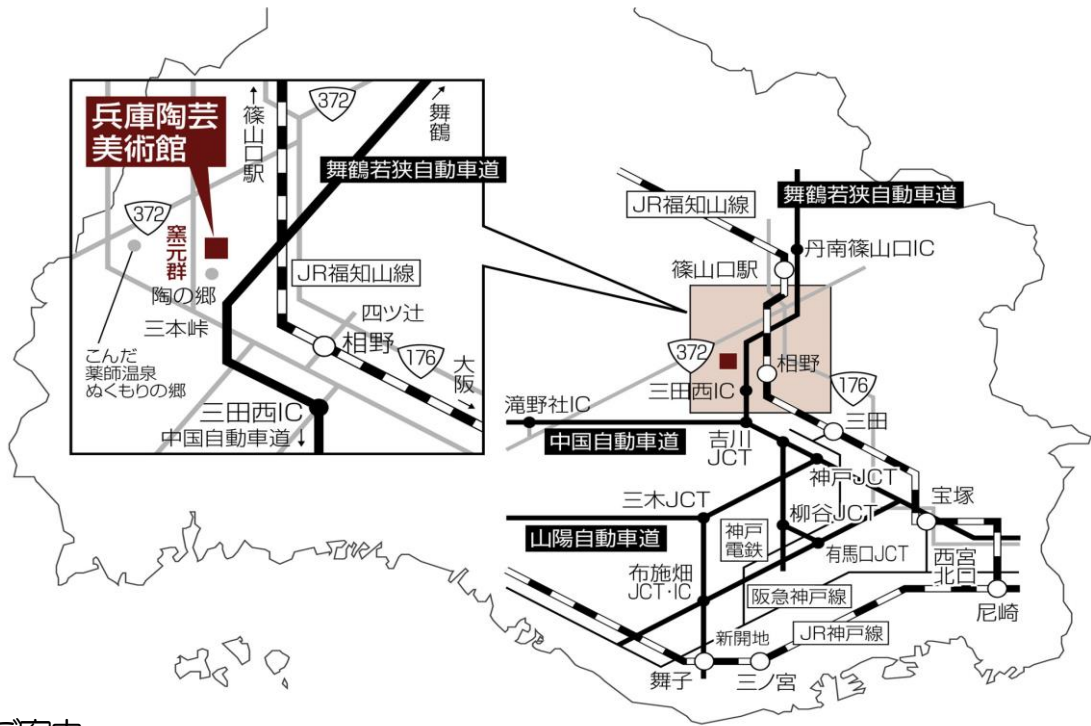 兵庫陶芸
美術館
←篠山口駅
372
舞鶴
舞鶴若狭自動車道
372
窯元群
陶の郷
三本峠
こんだ
薬師温泉
ぬくもりの郷
JR福知山線
四ツ辻
相野
176
大阪
三田西IC
中国自動車道
JR福知山線
舞鶴若狭自動車道
丹南篠山口IC
篠山口駅
372
相野
三田西IC
176
滝野社IC
中国自動車道
吉川
JCT
三田
神戸JCT
三木JCT
宝塚
山陽自動車道
神戸
電鉄
柳谷JCT
有馬口JCT
西宮
北口
布施畑
JCT・IC
阪急神戸線
尼崎
新開地
JR神戸線
舞子
三ノ宮